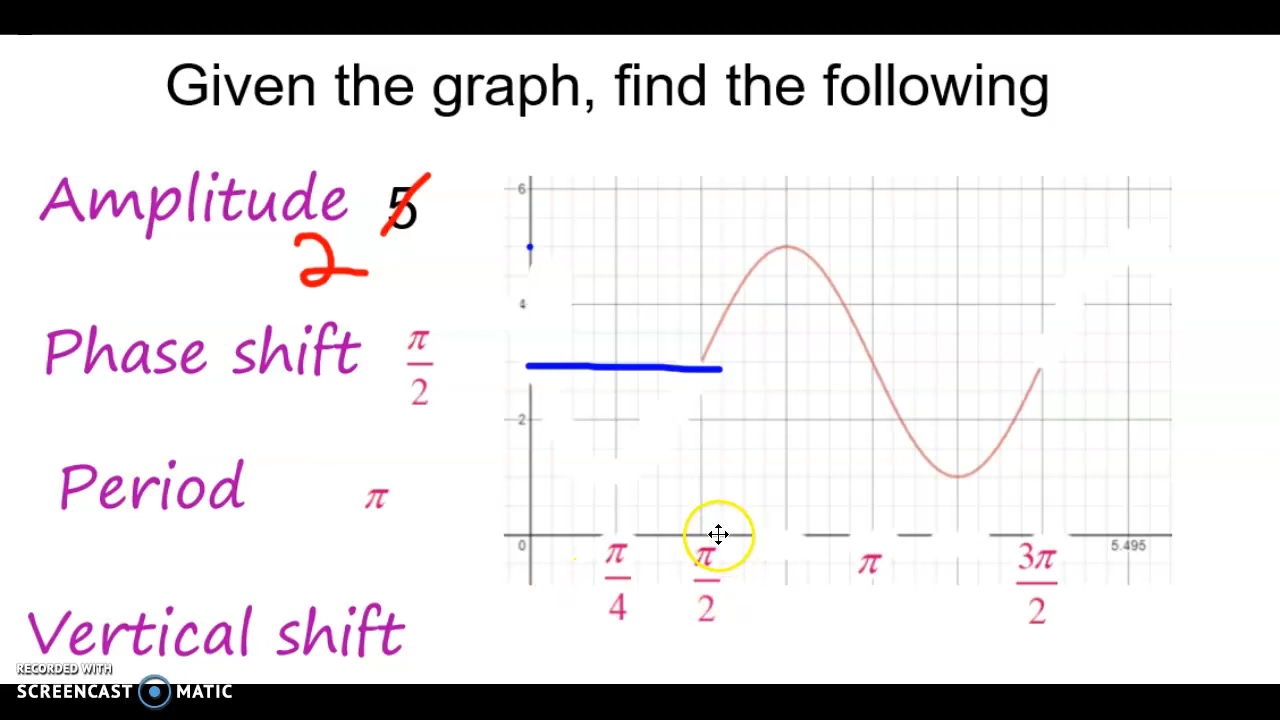 Given the graph, find the following
Amplitude 5
2
Phase shift π/2
Period π
Vertical shift
6
4
2
0
π/4 π/2 π 3π/2 5.495
RECORDED WITH
SCREENCAST MATIC